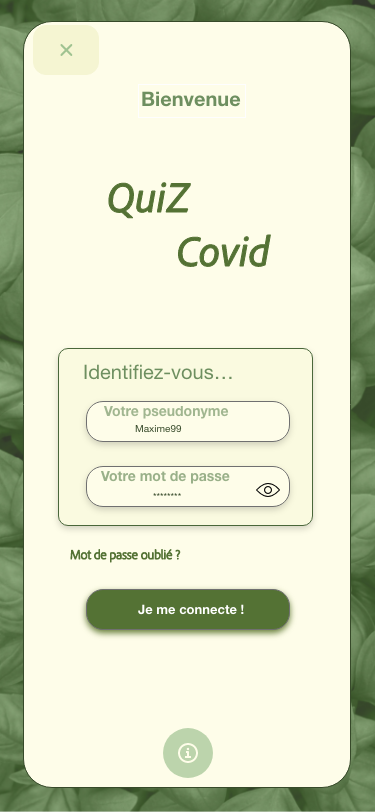 Bienvenue
QuiZ
Covid
Identifiez-vous...
Votre pseudonyme
Maxime99
Votre mot de passe
********
Mot de passe oublié ?
Je me connecte !